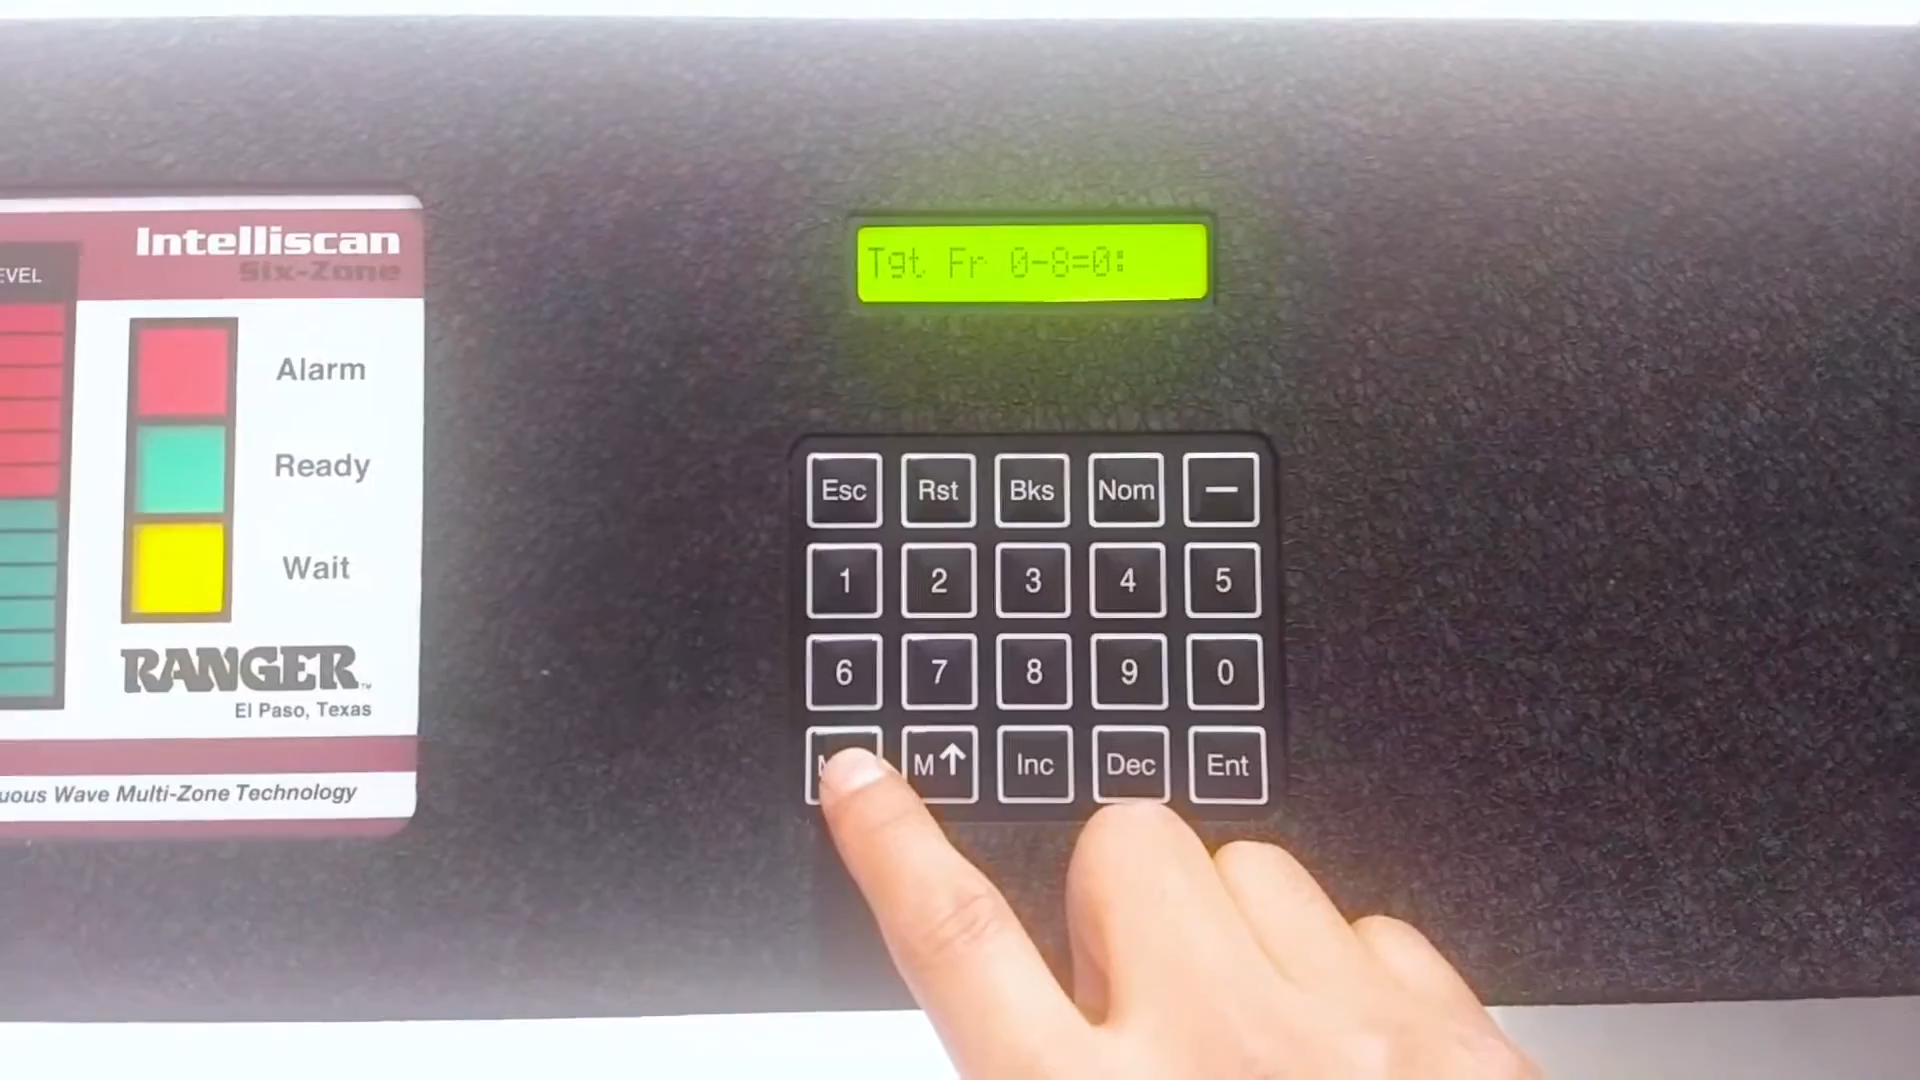 EVEL
Intelliscan
Six-Zone
Alarm
Ready
Wait
RANGER™
El Paso, Texas
uous Wave Multi-Zone Technology
Tgt Fr 0-8=0:
Esc Rst Bks Nom —
1 2 3 4 5
6 7 8 9 0
M↑ Inc Dec Ent